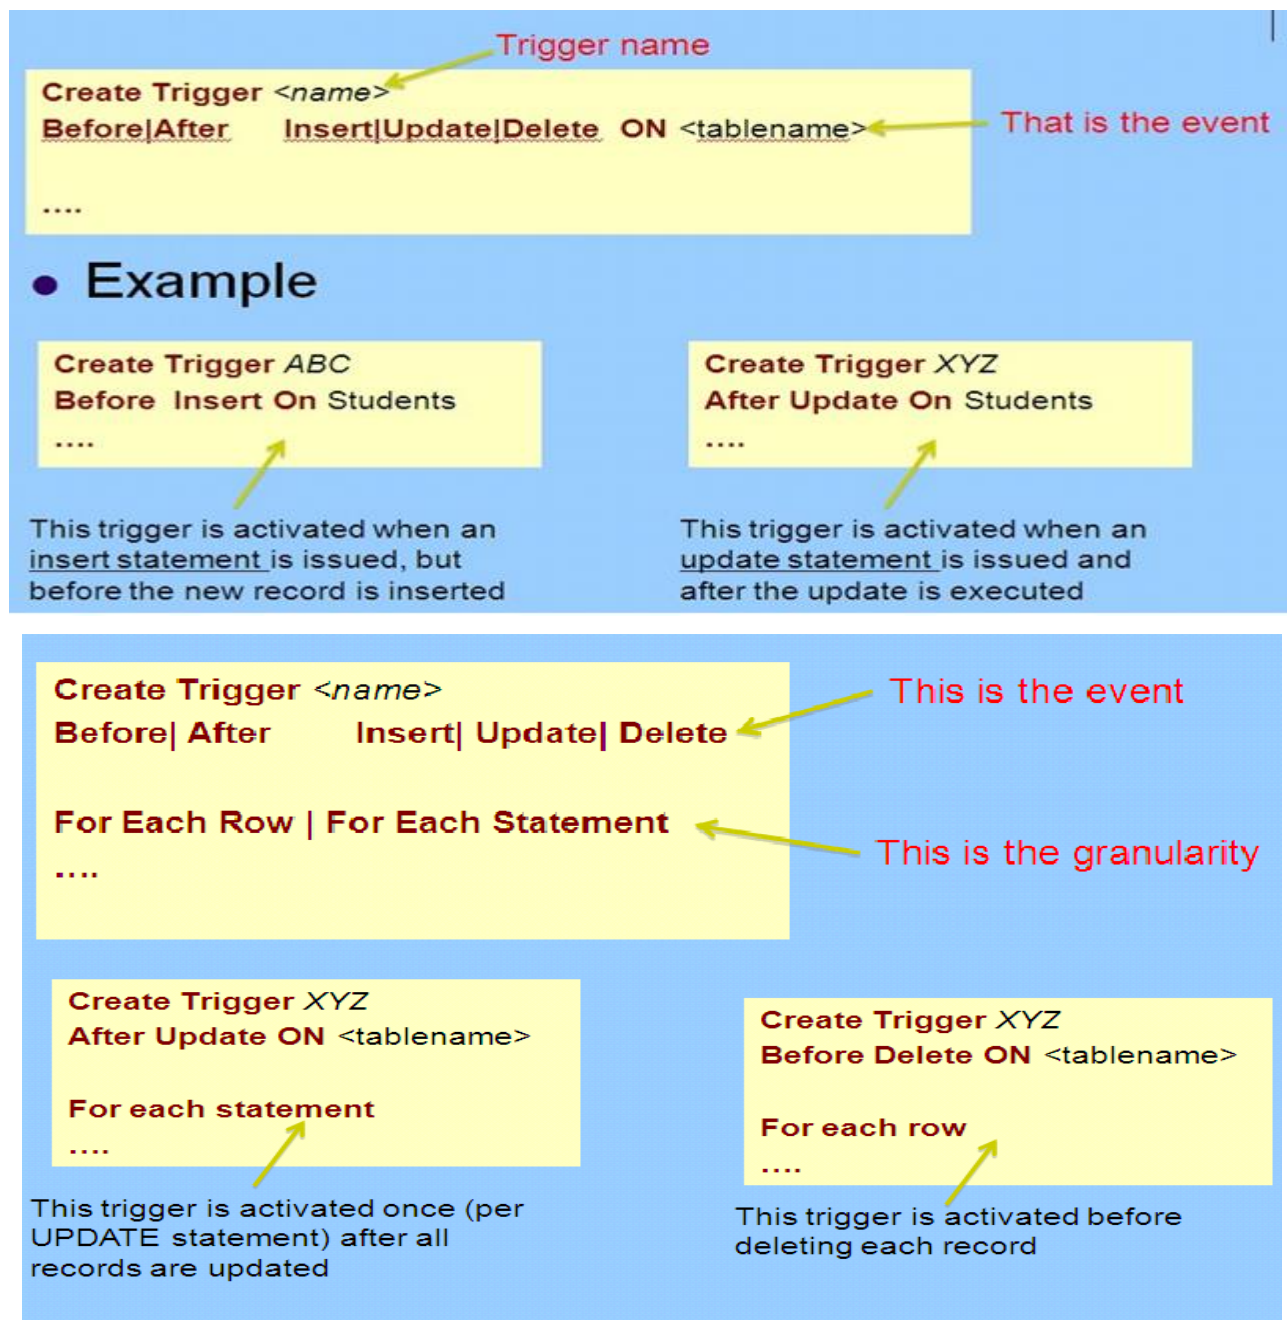 Trigger name
Create Trigger <name>
Before|After Insert|Update|Delete ON <tablename>
That is the event
....
• Example
Create Trigger ABC
Before Insert On Students
....
This trigger is activated when an
insert statement is issued, but
before the new record is inserted
Create Trigger XYZ
After Update On Students
....
This trigger is activated when an
update statement is issued and
after the update is executed
Create Trigger <name>
Before| After Insert| Update| Delete
This is the event
For Each Row | For Each Statement
This is the granularity
....
Create Trigger XYZ
After Update ON <tablename>
For each statement
....
This trigger is activated once (per
UPDATE statement) after all
records are updated
Create Trigger XYZ
Before Delete ON <tablename>
For each row
....
This trigger is activated before
deleting each record